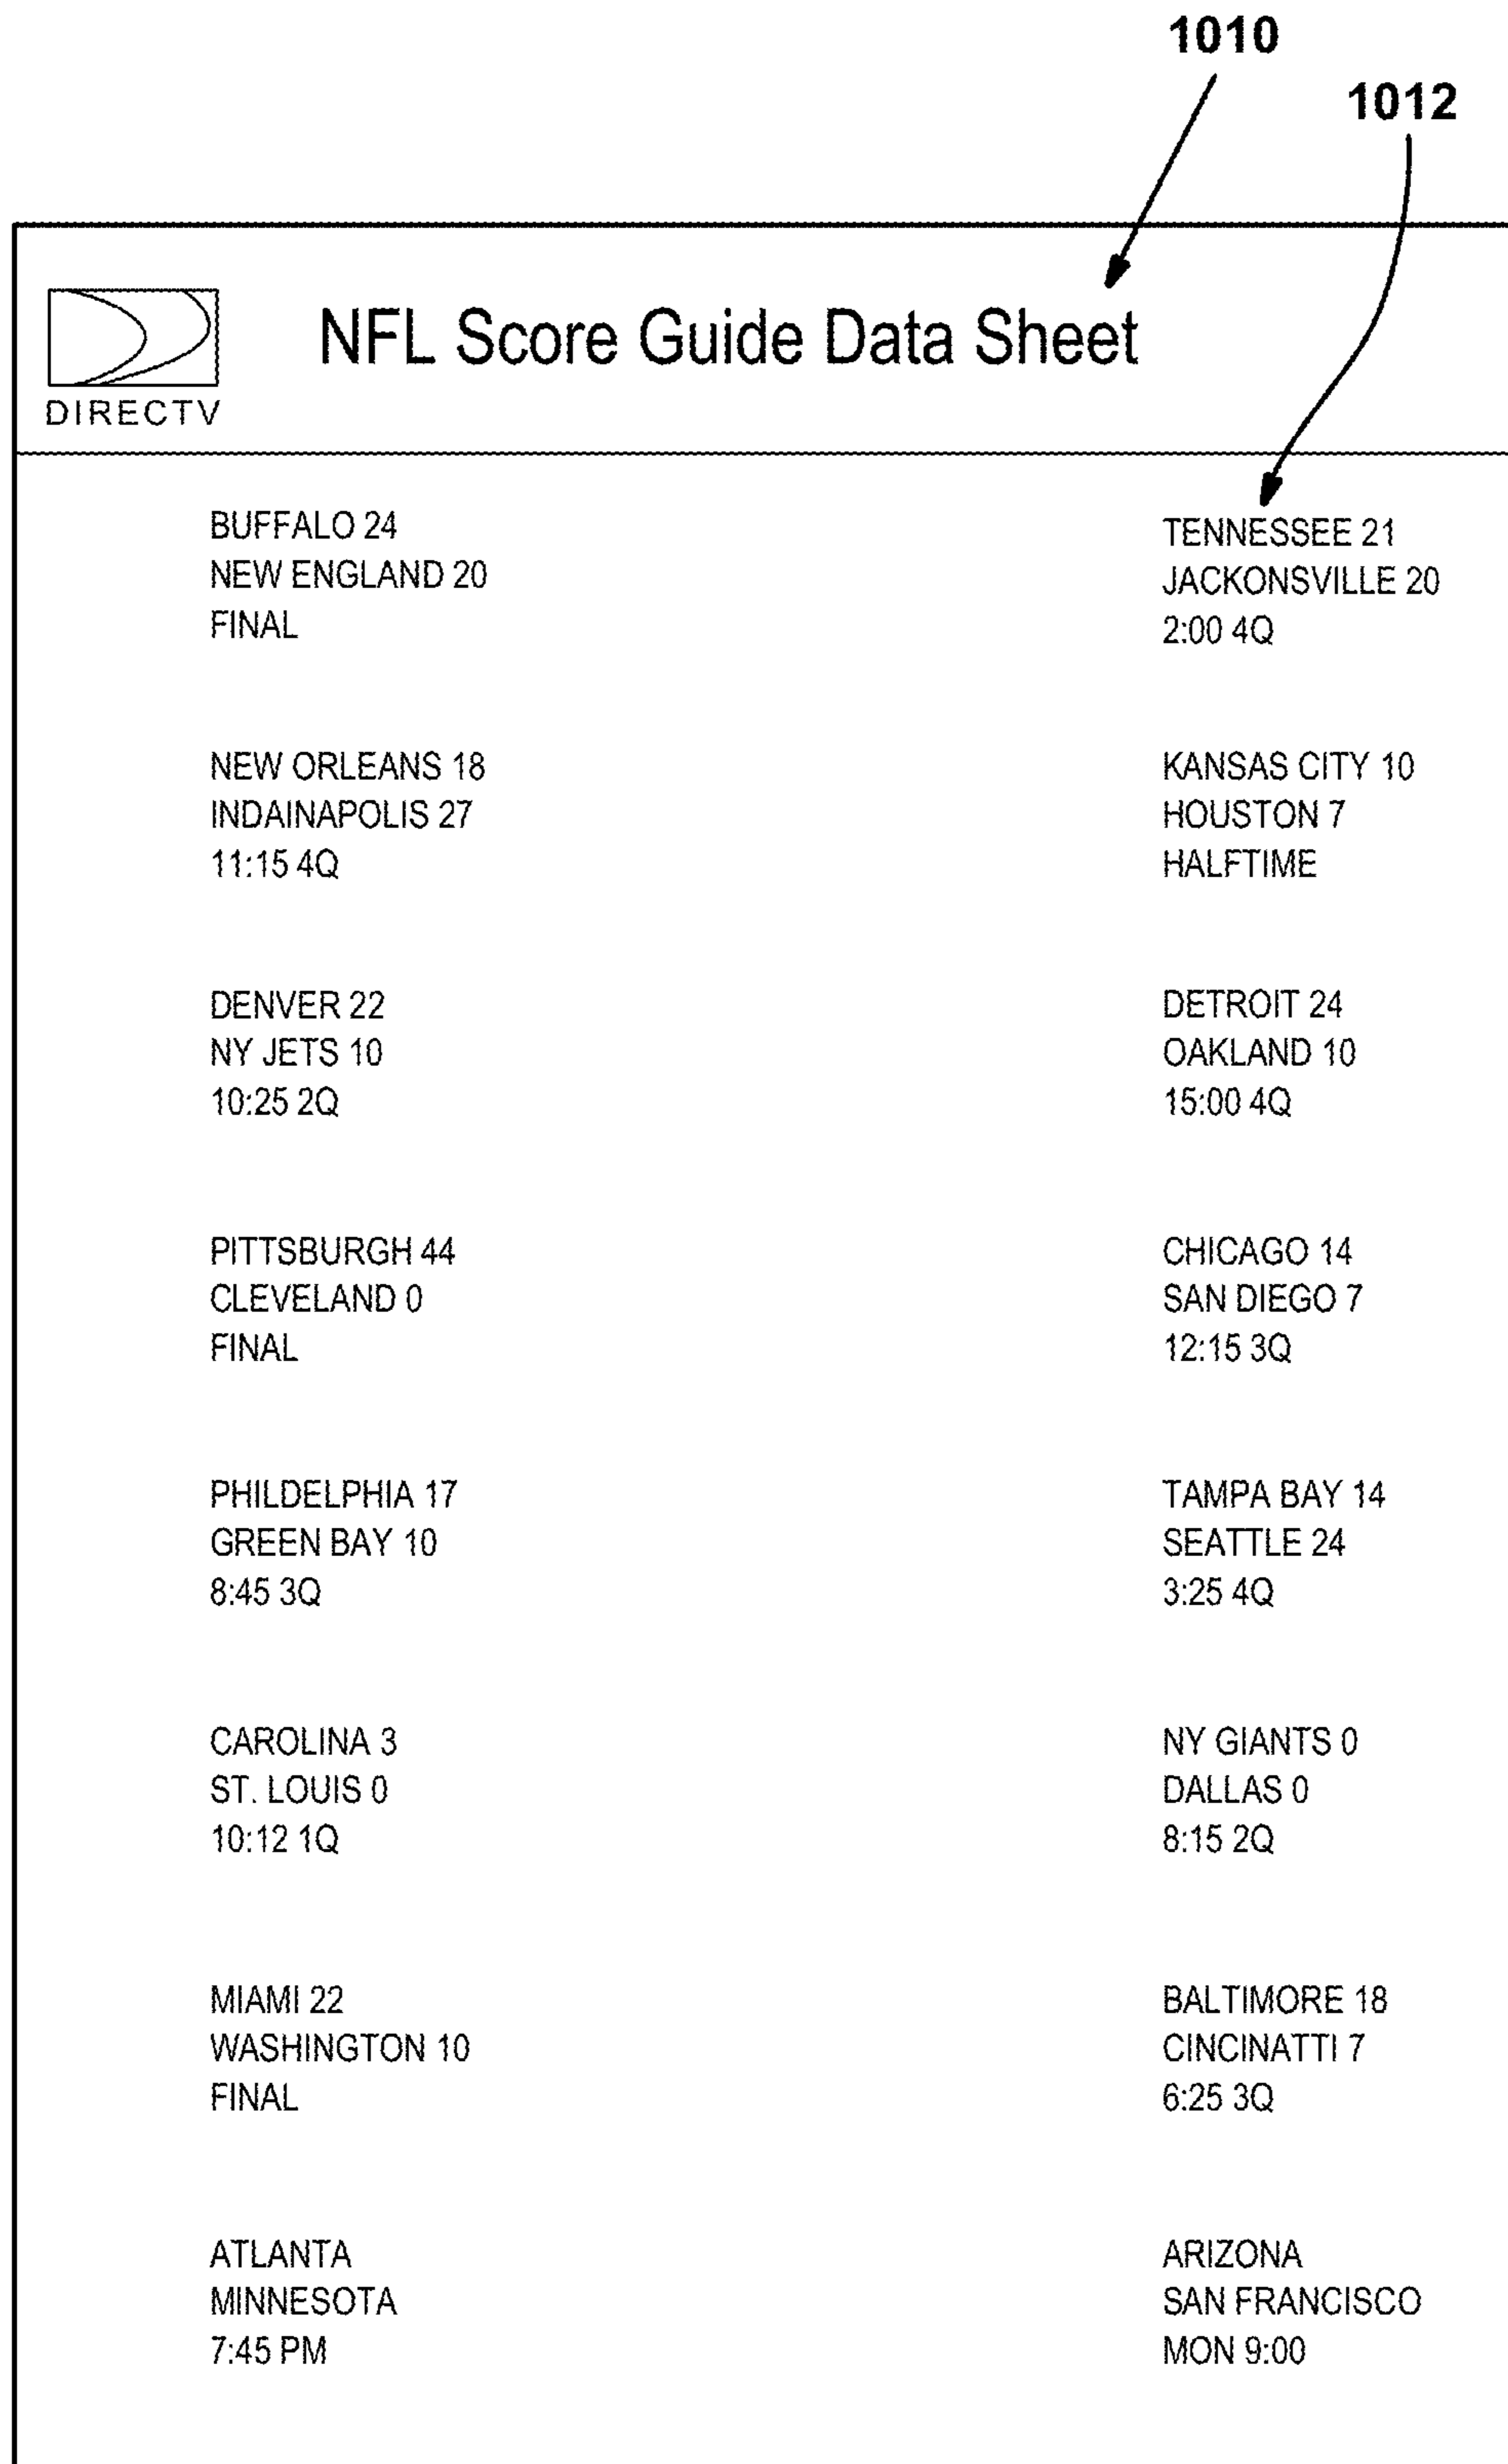 1010
1012
NFL Score Guide Data Sheet
DIRECTV
BUFFALO 24
NEW ENGLAND 20
FINAL
TENNESSEE 21
JACKONSVILLE 20
2:00 4Q
NEW ORLEANS 18
INDAINAPOLIS 27
11:15 4Q
KANSAS CITY 10
HOUSTON 7
HALFTIME
DENVER 22
NY JETS 10
10:25 2Q
DETROIT 24
OAKLAND 10
15:00 4Q
PITTSBURGH 44
CLEVELAND 0
FINAL
CHICAGO 14
SAN DIEGO 7
12:15 3Q
PHILDELPHIA 17
GREEN BAY 10
8:45 3Q
TAMPA BAY 14
SEATTLE 24
3:25 4Q
CAROLINA 3
ST. LOUIS 0
10:12 1Q
NY GIANTS 0
DALLAS 0
8:15 2Q
MIAMI 22
WASHINGTON 10
FINAL
BALTIMORE 18
CINCINATTI 7
6:25 3Q
ATLANTA
MINNESOTA
7:45 PM
ARIZONA
SAN FRANCISCO
MON 9:00